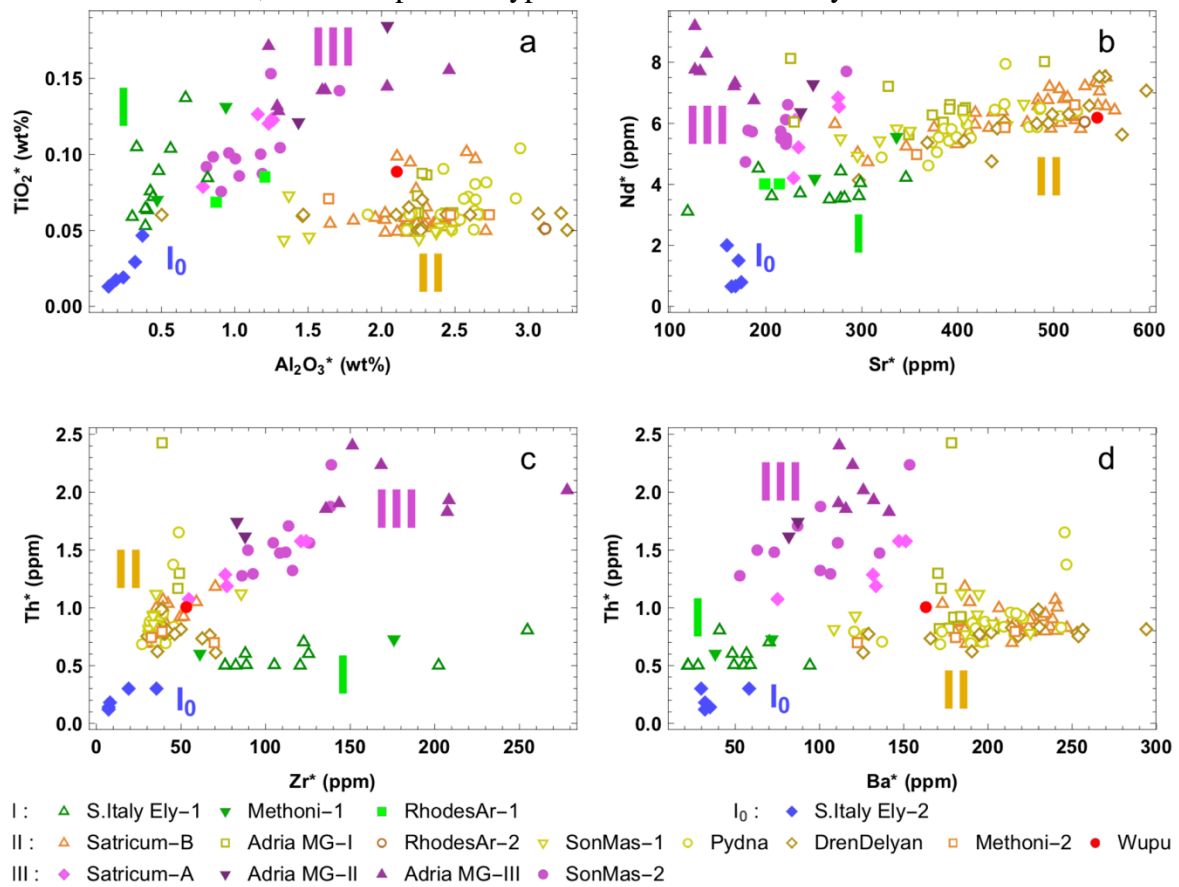 a
III
I
I₀
II
TiO₂* (wt%)
0.15
0.10
0.05
0.00
0.5 1.0 1.5 2.0 2.5 3.0
Al₂O₃* (wt%)
b
III
I
I₀
II
Nd* (ppm)
8
6
4
2
0
100 200 300 400 500 600
Sr* (ppm)
c
III
II
I
I₀
Th* (ppm)
2.5
2.0
1.5
1.0
0.5
0.0
0 50 100 150 200 250
Zr* (ppm)
d
III
I
II
I₀
Th* (ppm)
2.5
2.0
1.5
1.0
0.5
0.0
50 100 150 200 250 300
Ba* (ppm)
I : S.Italy Ely−1 Methoni−1 RhodesAr−1 I₀ : S.Italy Ely−2
II : Satricum−B Adria MG−I RhodesAr−2 SonMas−1 Pydna DrenDelyan Methoni−2 Wupu
III : Satricum−A Adria MG−II Adria MG−III SonMas−2